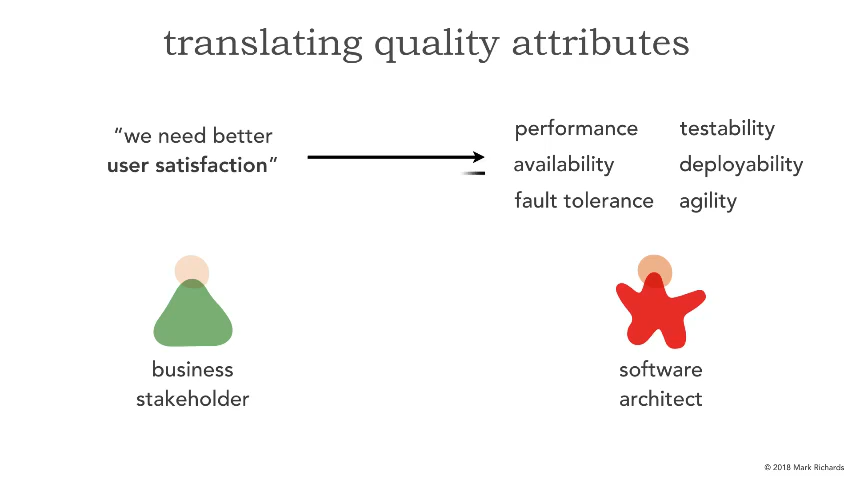 translating quality attributes
“we need better
user satisfaction”
performance
availability
fault tolerance
testability
deployability
agility
business
stakeholder
software
architect
© 2018 Mark Richards